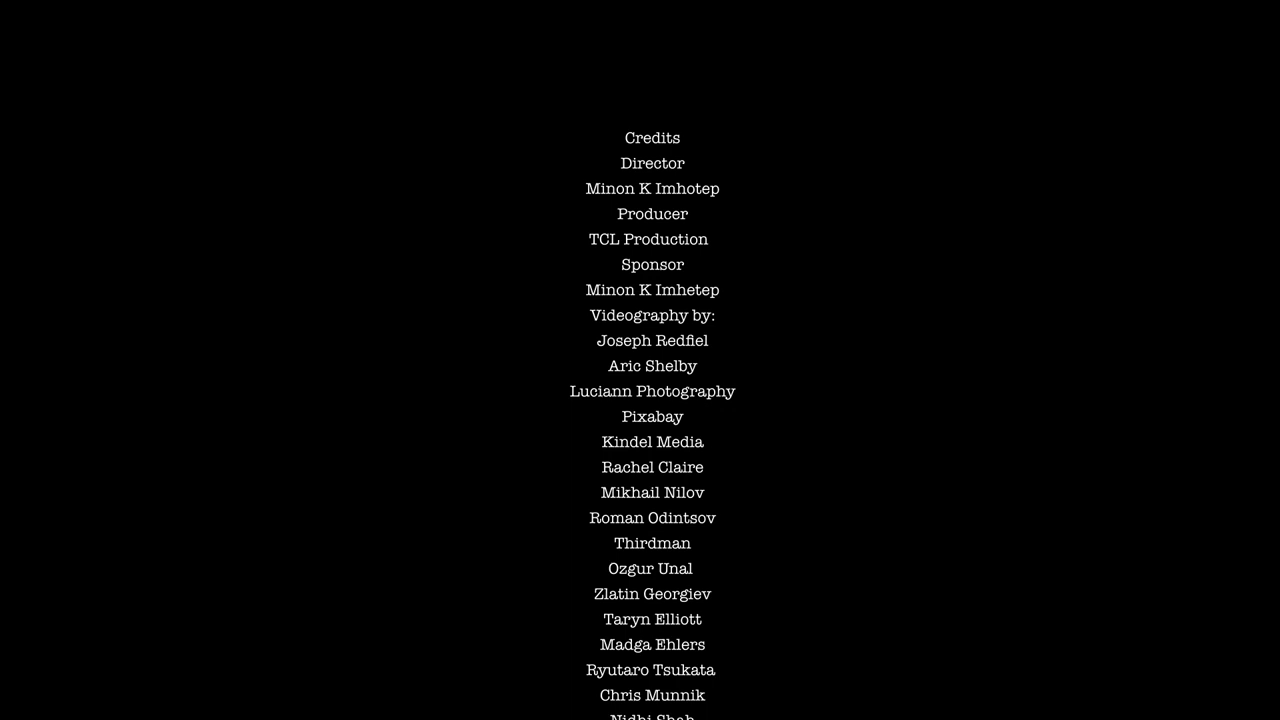 Credits
Director
Minon K Imhotep
Producer
TCL Production
Sponsor
Minon K Imhetep
Videography by:
Joseph Redfiel
Aric Shelby
Luciann Photography
Pixabay
Kindel Media
Rachel Claire
Mikhail Nilov
Roman Odintsov
Thirdman
Ozgur Unal
Zlatin Georgiev
Taryn Elliott
Madga Ehlers
Ryutaro Tsukata
Chris Munnik
Nidhi Shah